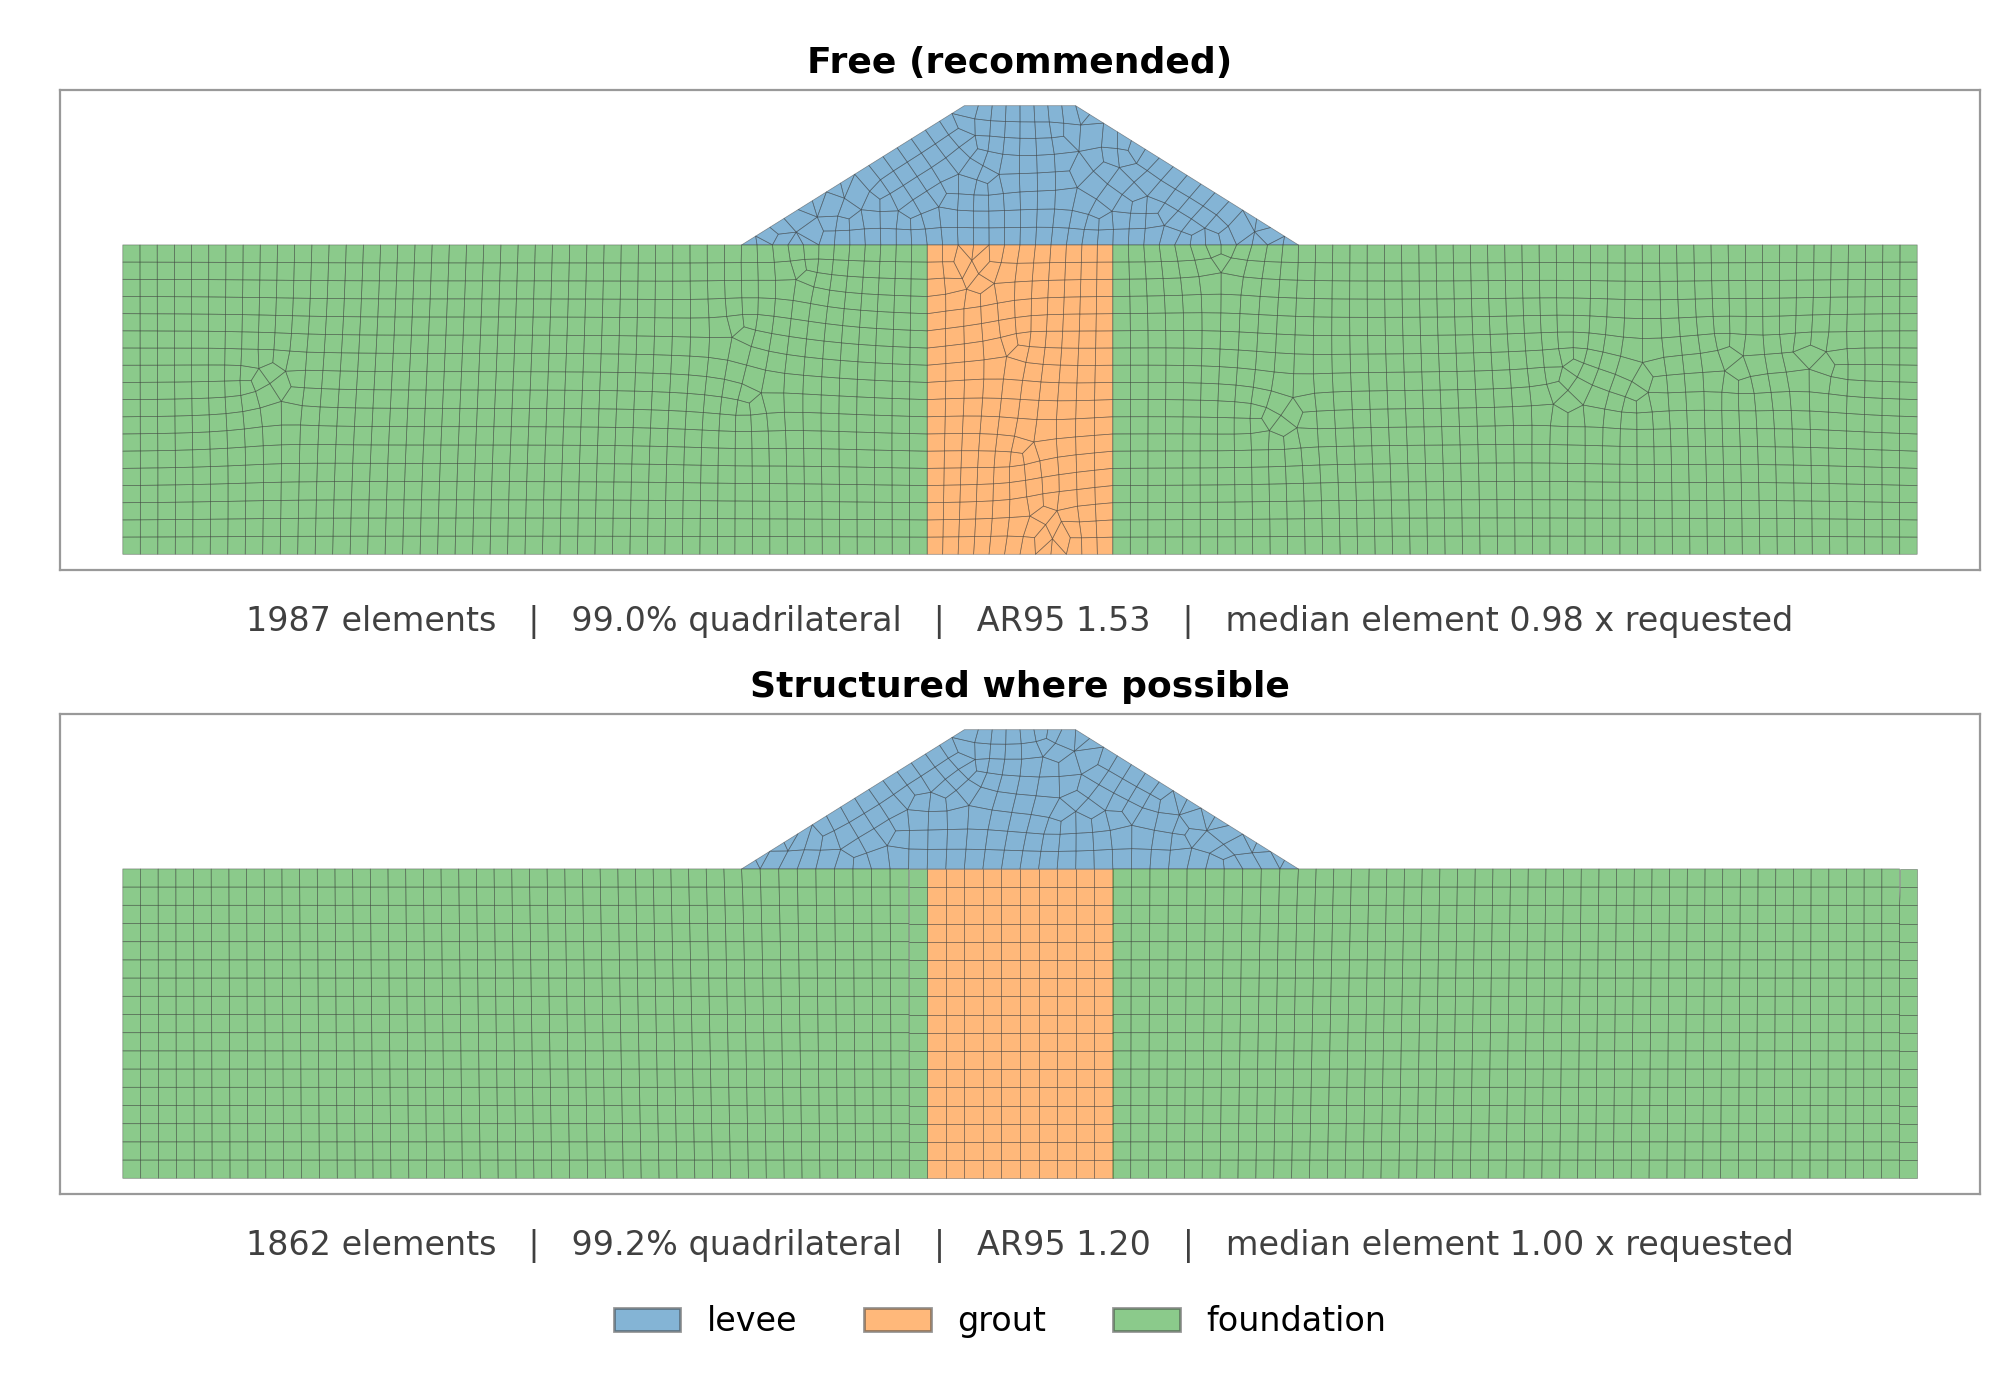 Free (recommended)
1987 elements | 99.0% quadrilateral | AR95 1.53 | median element 0.98 x requested
Structured where possible
1862 elements | 99.2% quadrilateral | AR95 1.20 | median element 1.00 x requested
levee grout foundation